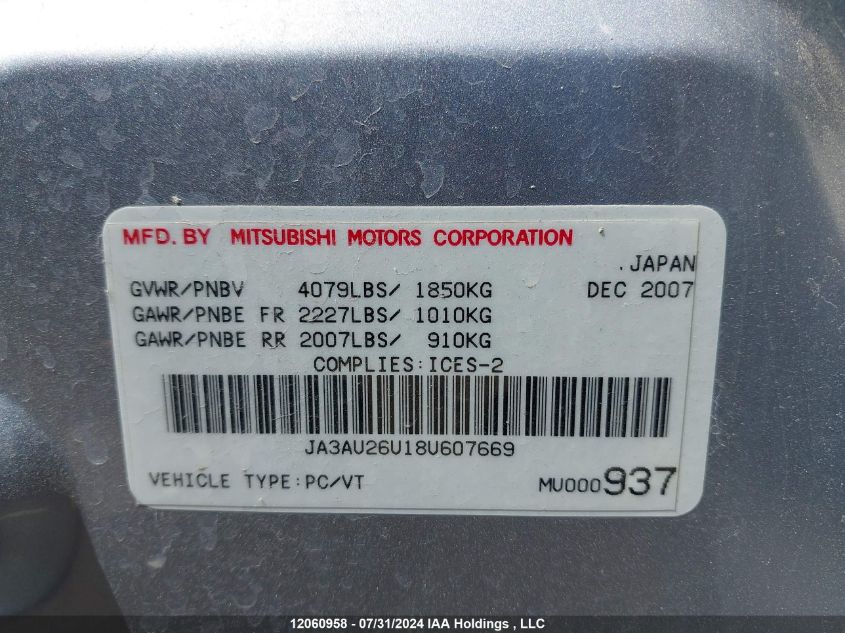 MFD. BY MITSUBISHI MOTORS CORPORATION
.JAPAN
GVWR/PNBV 4079LBS/ 1850KG DEC 2007
GAWR/PNBE FR 2227LBS/ 1010KG
GAWR/PNBE RR 2007LBS/ 910KG
COMPLIES:ICES-2
JA3AU26U18U607669
VEHICLE TYPE:PC/VT MU000937
12060958 - 07/31/2024 IAA Holdings , LLC